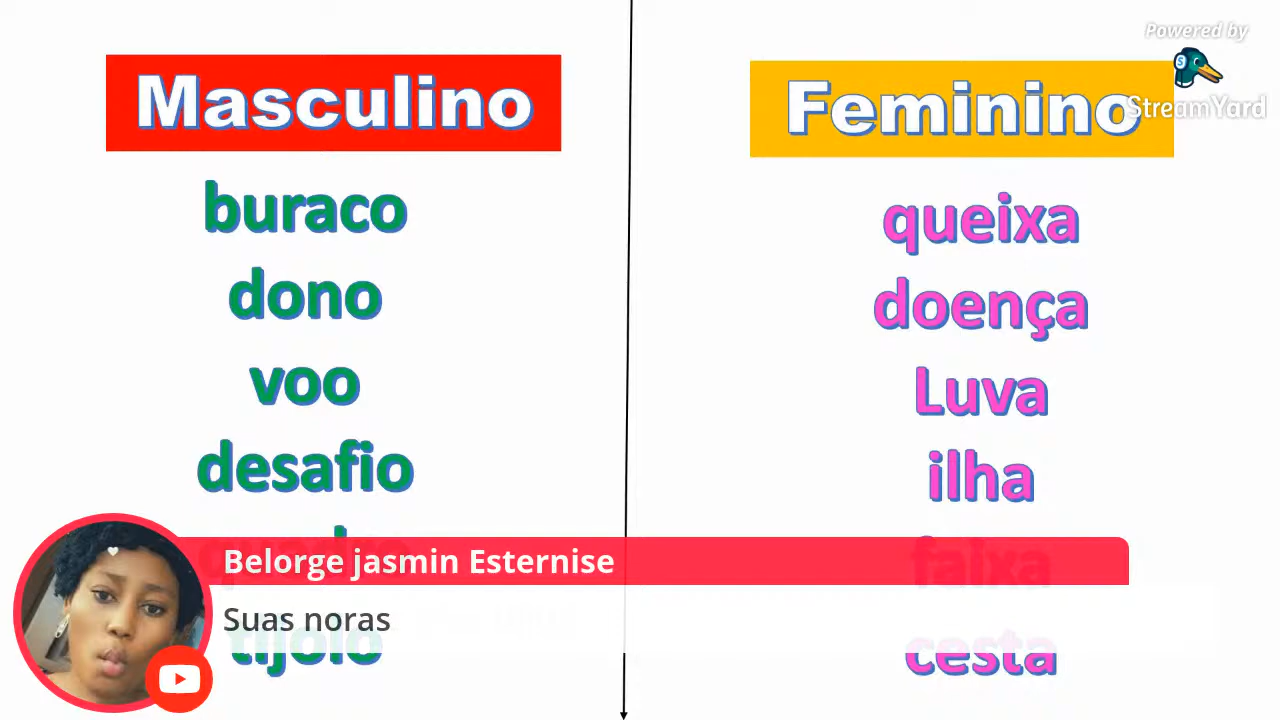 Powered by
StreamYard
Masculino
buraco
dono
voo
desafio
quadro
tijolo
Feminino
queixa
doença
Luva
ilha
faixa
cesta
Belorge jasmin Esternise
Suas noras